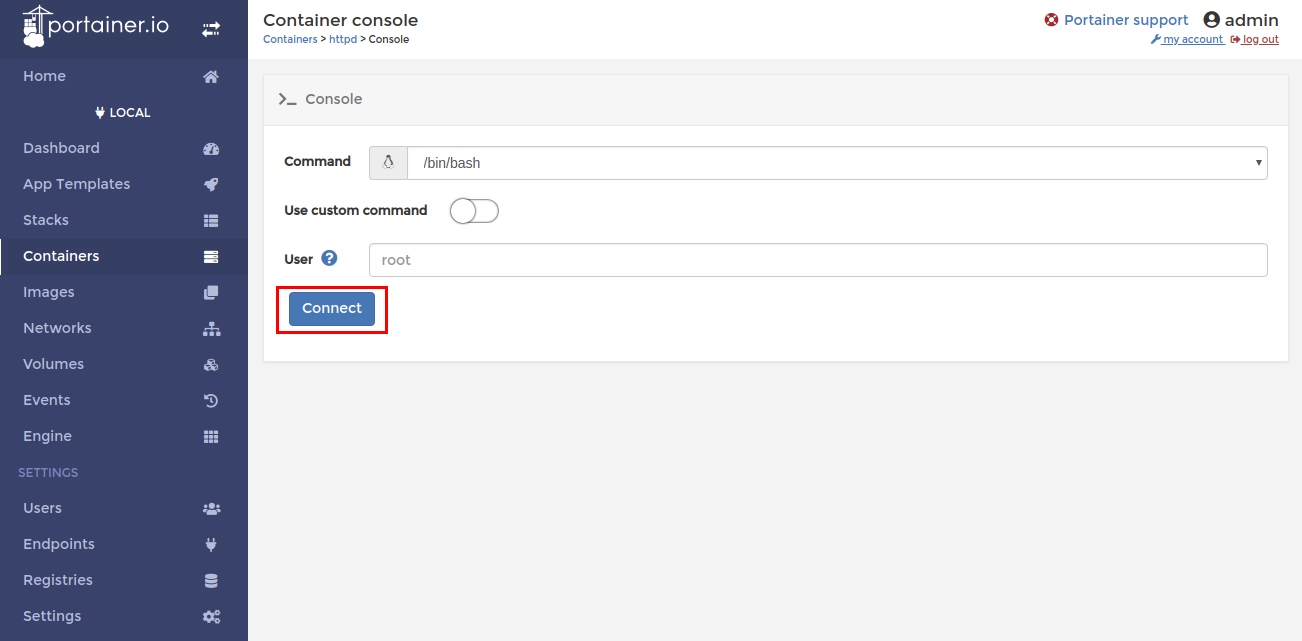 portainer.io
Home
LOCAL
Dashboard
App Templates
Stacks
Containers
Images
Networks
Volumes
Events
Engine
SETTINGS
Users
Endpoints
Registries
Settings
Container console
Containers > httpd > Console
Portainer support admin
my account log out
>_ Console
Command /bin/bash
Use custom command
User ? root
Connect